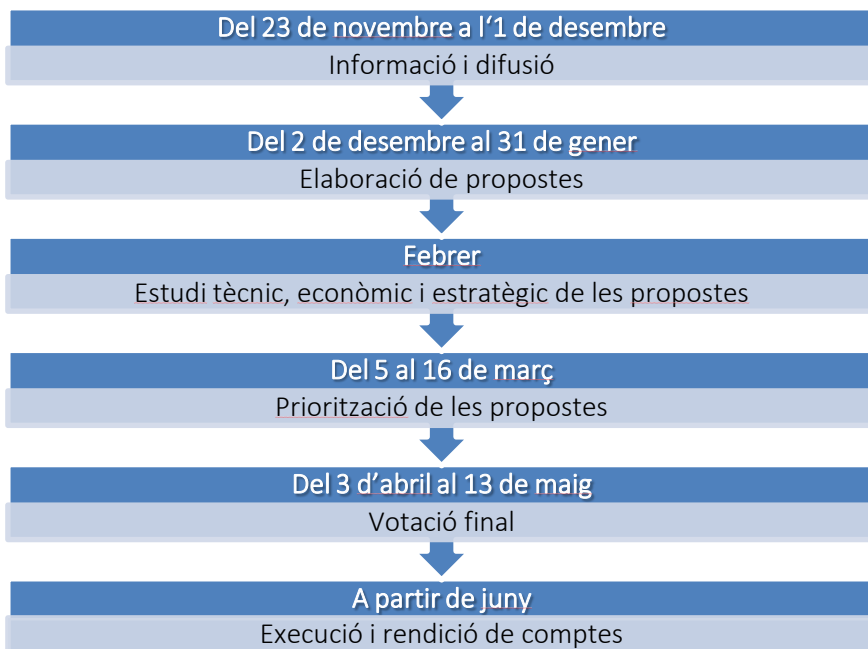 Del 23 de novembre a l‘1 de desembre
Informació i difusió
Del 2 de desembre al 31 de gener
Elaboració de propostes
Febrer
Estudi tècnic, econòmic i estratègic de les propostes
Del 5 al 16 de març
Priorització de les propostes
Del 3 d’abril al 13 de maig
Votació final
A partir de juny
Execució i rendició de comptes